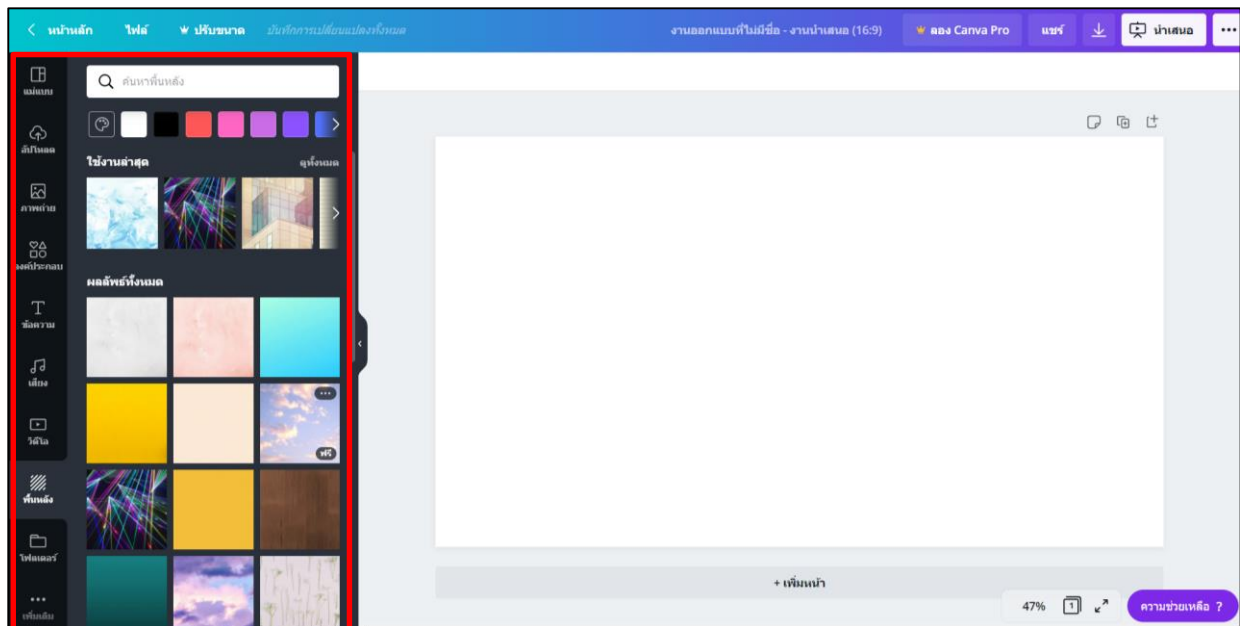 หน้าหลัก ไฟล์ ปรับขนาด บันทึกการเปลี่ยนแปลงทั้งหมด งานออกแบบที่ไม่มีชื่อ - งานนำเสนอ (16:9) ลอง Canva Pro แชร์ นำเสนอ
แม่แบบ
อัปโหลด
ภาพถ่าย
องค์ประกอบ
ข้อความ
เสียง
วิดีโอ
พื้นหลัง
โฟลเดอร์
เพิ่มเติม
ค้นหาพื้นหลัง
ใช้งานล่าสุด ดูทั้งหมด
ผลลัพธ์ทั้งหมด
ฟรี
+ เพิ่มหน้า
47% 1 ความช่วยเหลือ ?